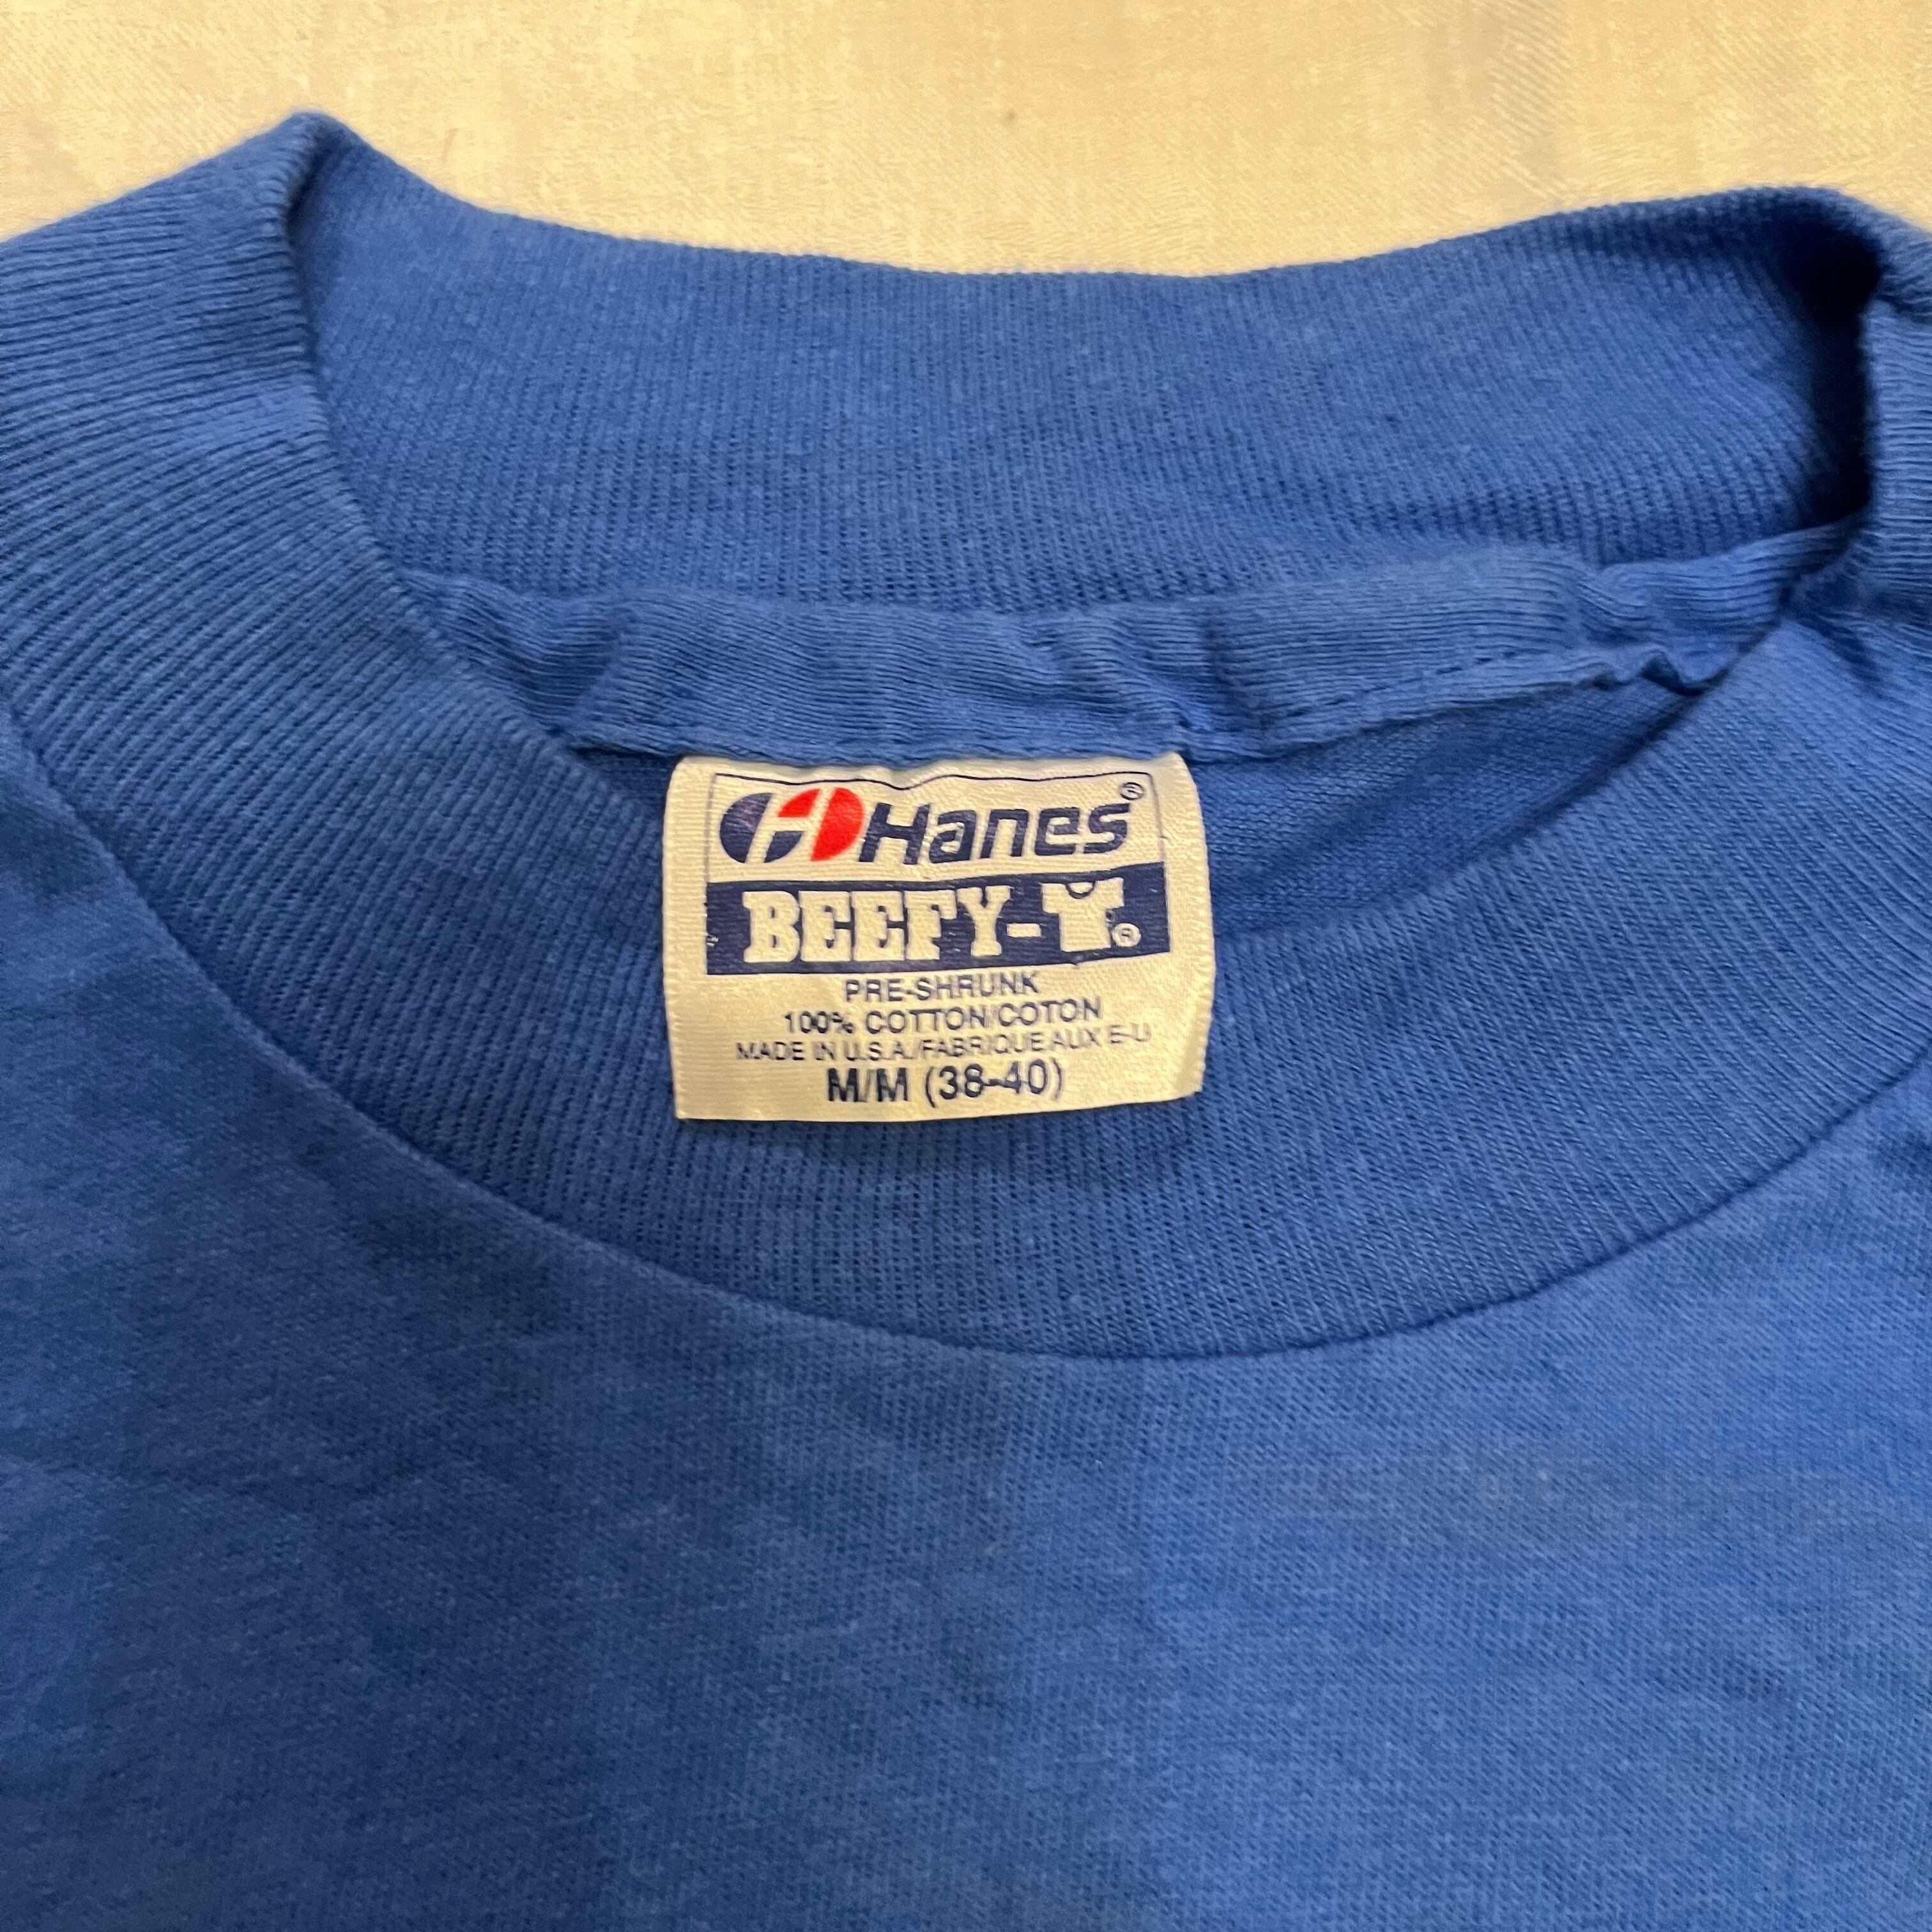 Hanes®
BEEFY-T®
PRE-SHRUNK
100% COTTON/COTON
MADE IN U.S.A./FABRIQUE AUX E-U
M/M (38-40)